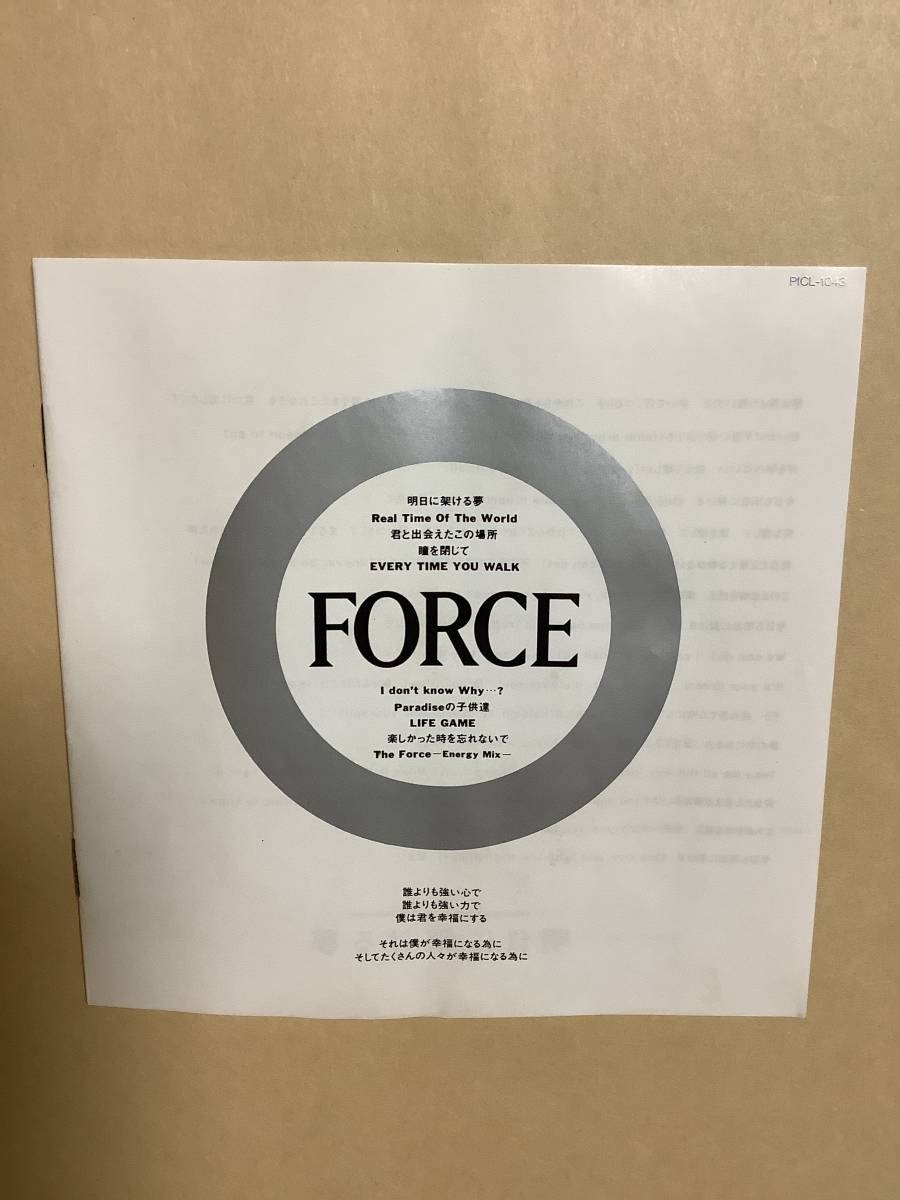 PICL-1043
明日に架ける夢
Real Time Of The World
君と出会えたこの場所
瞳を閉じて
EVERY TIME YOU WALK
FORCE
I don't know Why…?
Paradiseの子供達
LIFE GAME
楽しかった時を忘れないで
The Force－Energy Mix－
誰よりも強い心で
誰よりも強い力で
僕は君を幸福にする
それは僕が幸福になる為に
そしてたくさんの人々が幸福になる為に